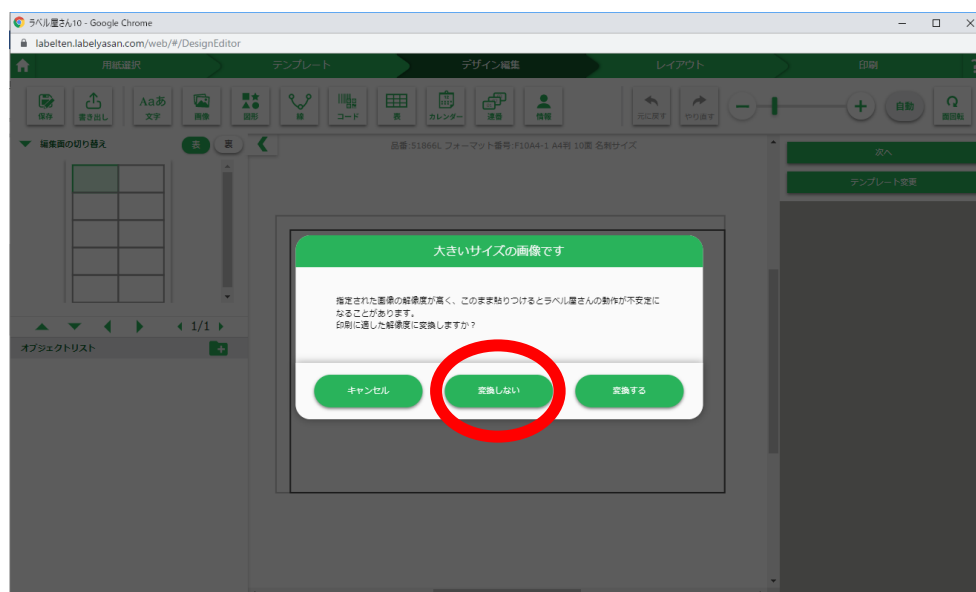 ラベル屋さん10 - Google Chrome
labelten.labelyasan.com/web/#/DesignEditor
用紙選択
テンプレート
デザイン編集
レイアウト
印刷
保存
書き出し
Aaあ
文字
画像
図形
線
コード
表
カレンダー
連番
情報
元に戻す
やり直す
自動
面回転
編集面の切り替え
表
裏
品番:51866L フォーマット番号:F10A4-1 A4判 10面 名刺サイズ
次へ
テンプレート変更
大きいサイズの画像です
指定された画像の解像度が高く、このまま貼りつけるとラベル屋さんの動作が不安定に
なることがあります。
印刷に適した解像度に変換しますか？
1/1
オブジェクトリスト
キャンセル
変換しない
変換する